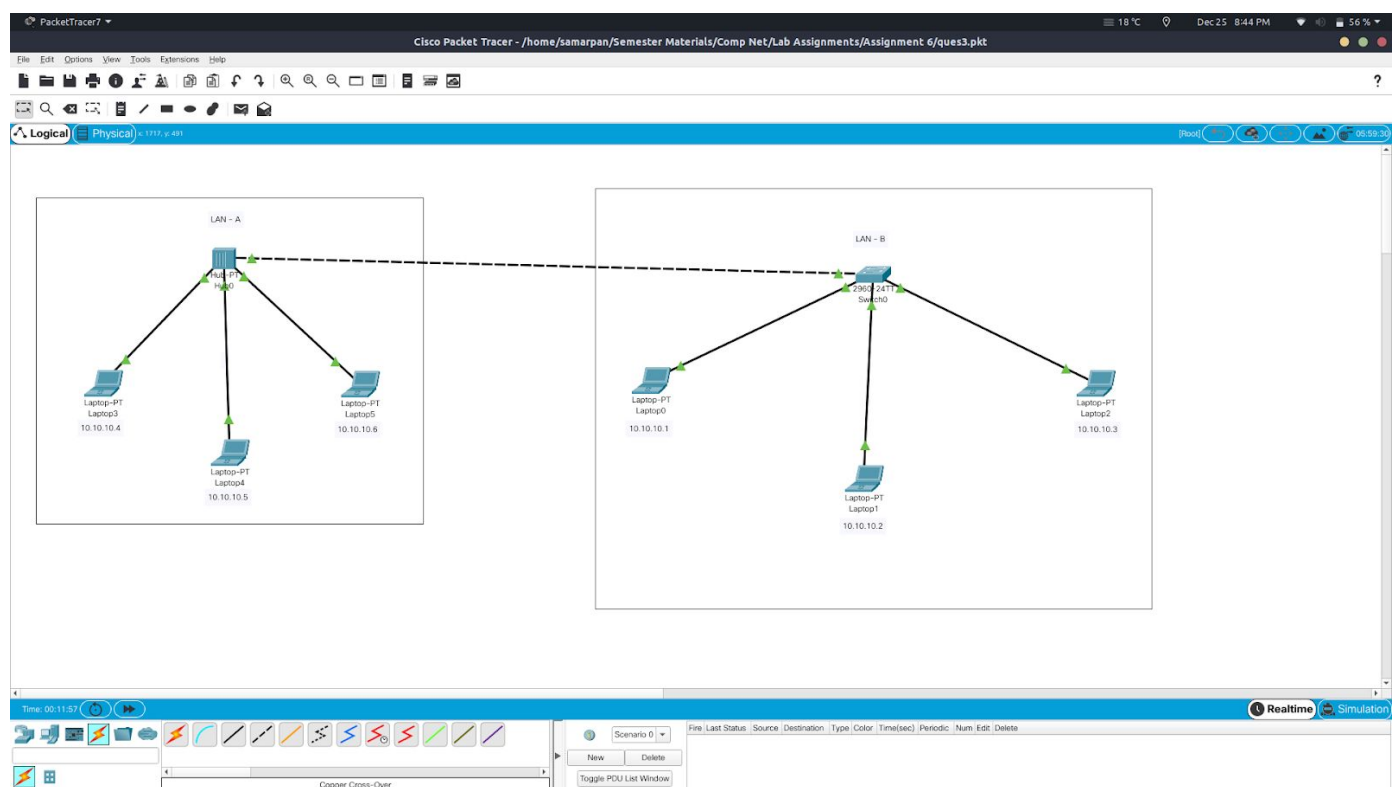 PacketTracer7
18 °C
Dec 25 8:44 PM
56 %
Cisco Packet Tracer - /home/samarpan/Semester Materials/Comp Net/Lab Assignments/Assignment 6/ques3.pkt
File Edit Options View Tools Extensions Help
?
Logical
Physical
x: 1717, y: 491
[Root]
05:59:30
LAN - A
Hub-PT
Hub0
Laptop-PT
Laptop3
10.10.10.4
Laptop-PT
Laptop4
10.10.10.5
Laptop-PT
Laptop5
10.10.10.6
LAN - B
2960-24TT
Switch0
Laptop-PT
Laptop0
10.10.10.1
Laptop-PT
Laptop1
10.10.10.2
Laptop-PT
Laptop2
10.10.10.3
Time: 00:11:57
Realtime
Simulation
Scenario 0
New
Delete
Toggle PDU List Window
Fire Last Status Source Destination Type Color Time(sec) Periodic Num Edit Delete
Copper Cross-Over